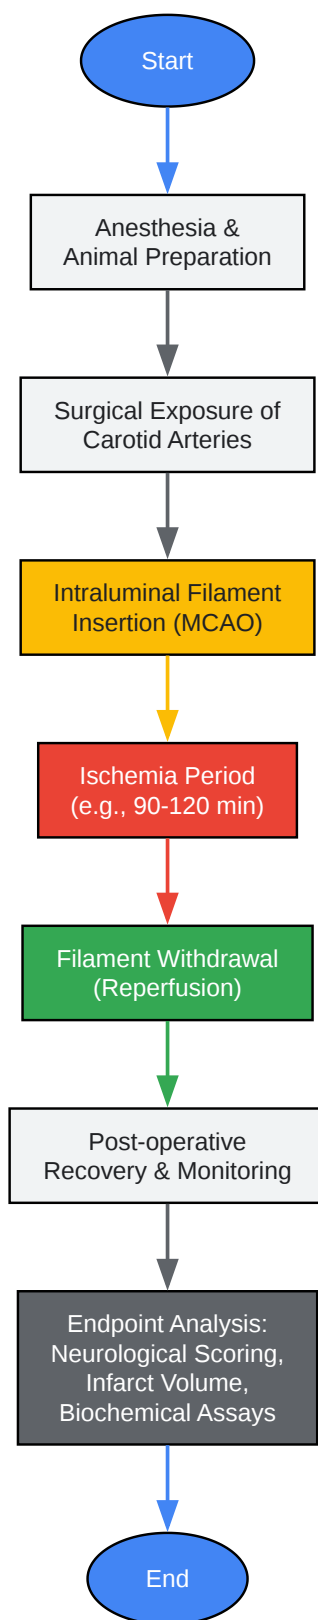 Start
Anesthesia &
Animal Preparation
Surgical Exposure of
Carotid Arteries
Intraluminal Filament
Insertion (MCAO)
Ischemia Period
(e.g., 90-120 min)
Filament Withdrawal
(Reperfusion)
Post-operative
Recovery & Monitoring
Endpoint Analysis:
Neurological Scoring,
Infarct Volume,
Biochemical Assays
End